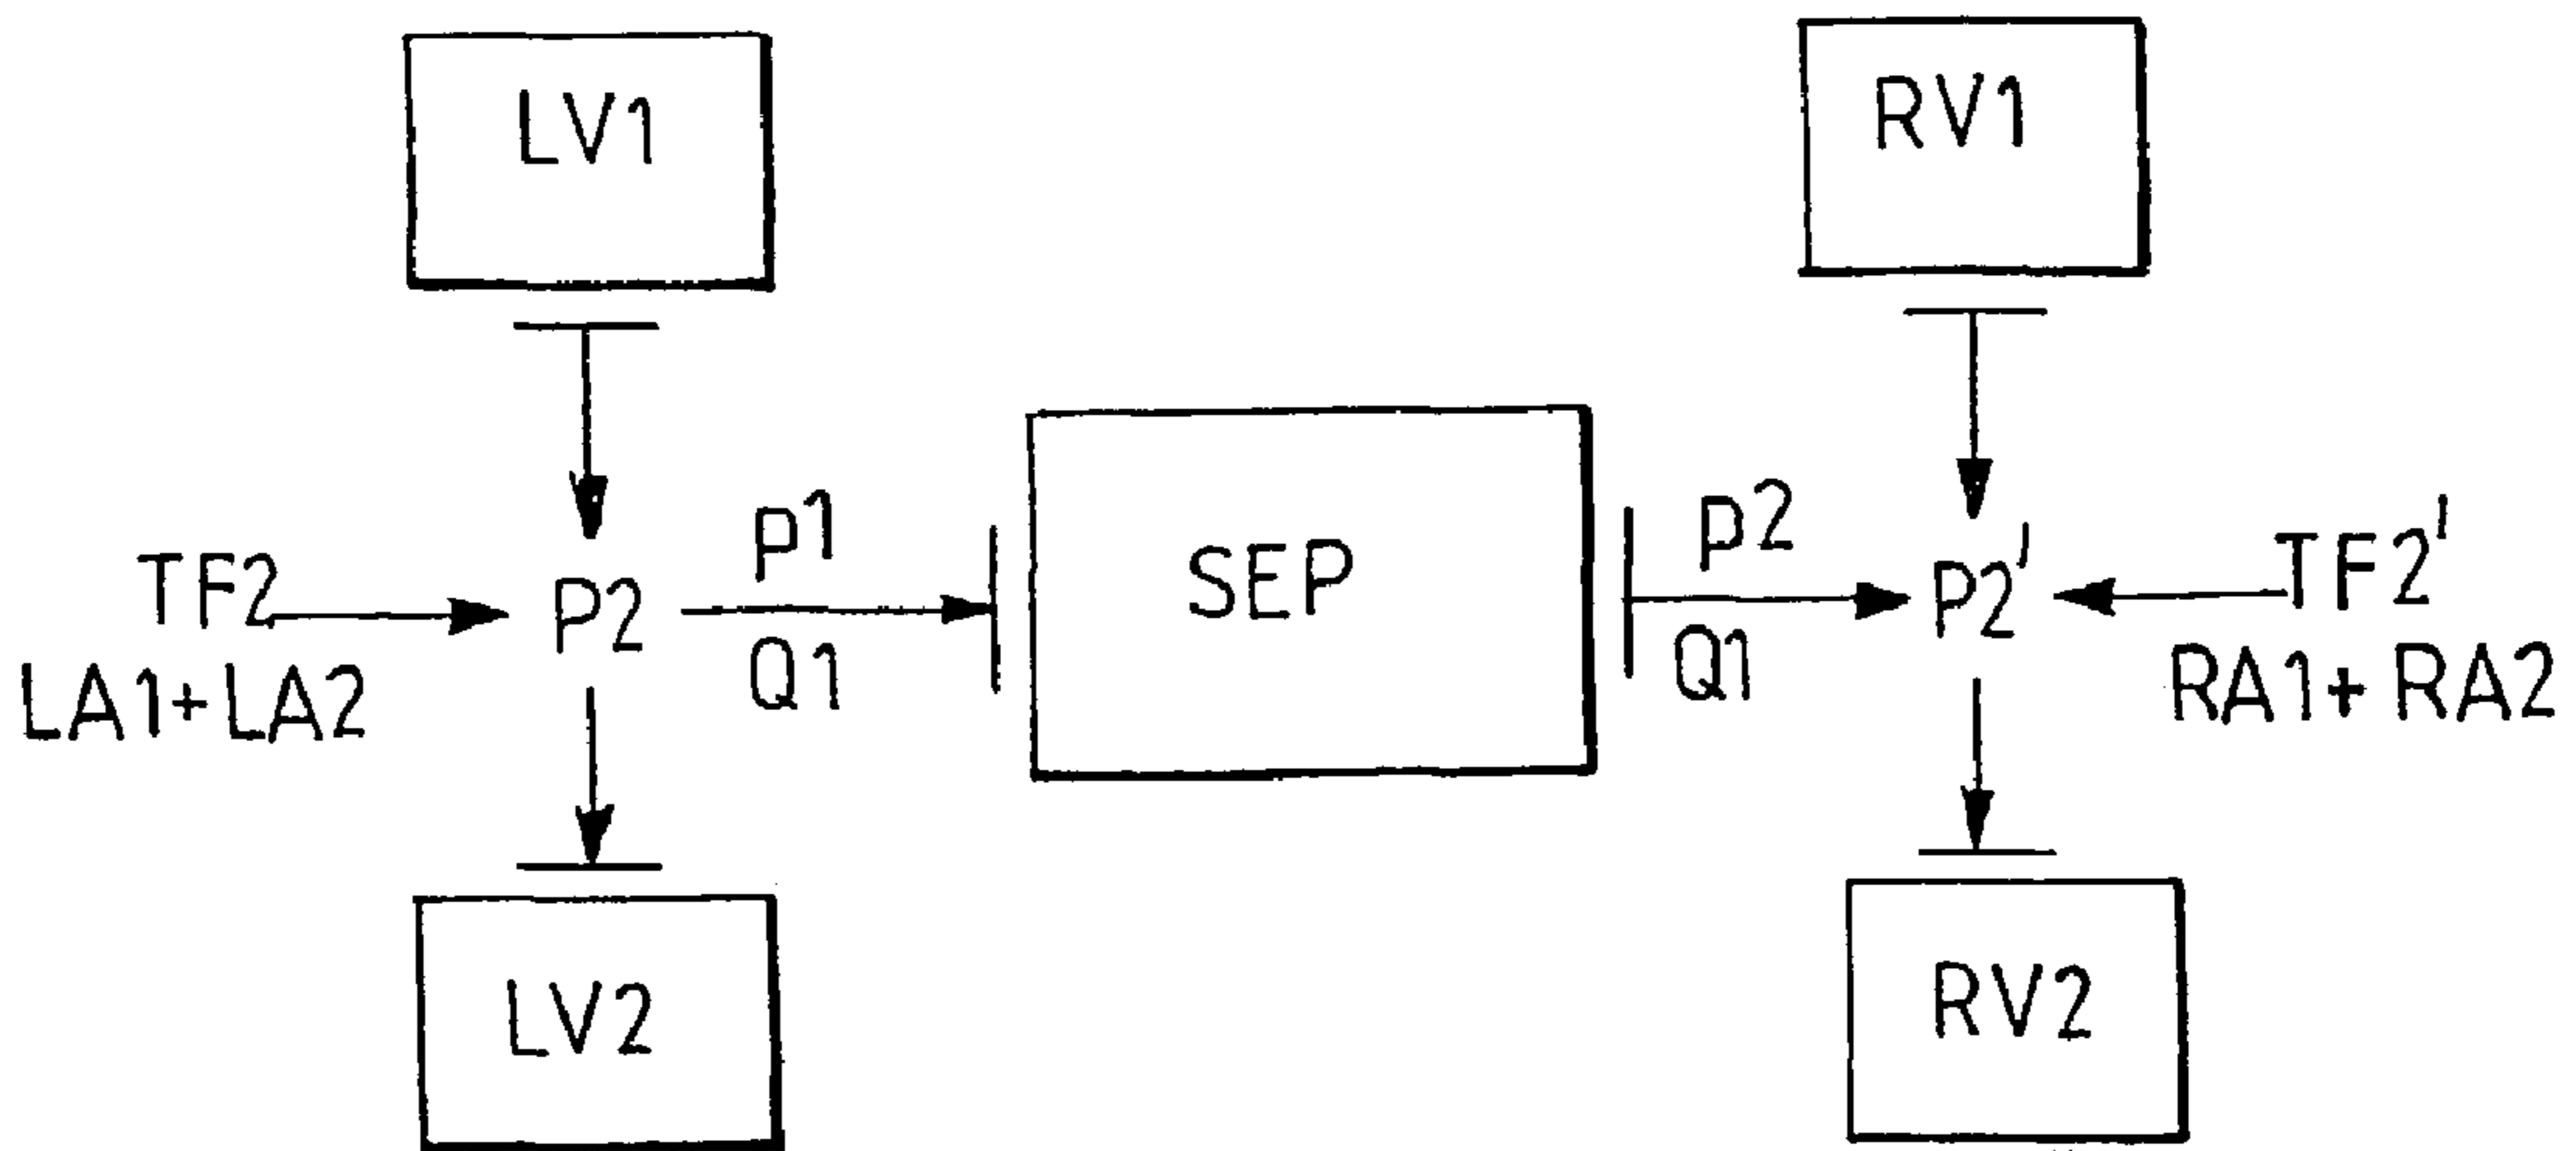 LV1
RV1
TF2
LA1+LA2
P2
P1
Q1
SEP
P2
Q1
P2'
TF2'
RA1+RA2
LV2
RV2